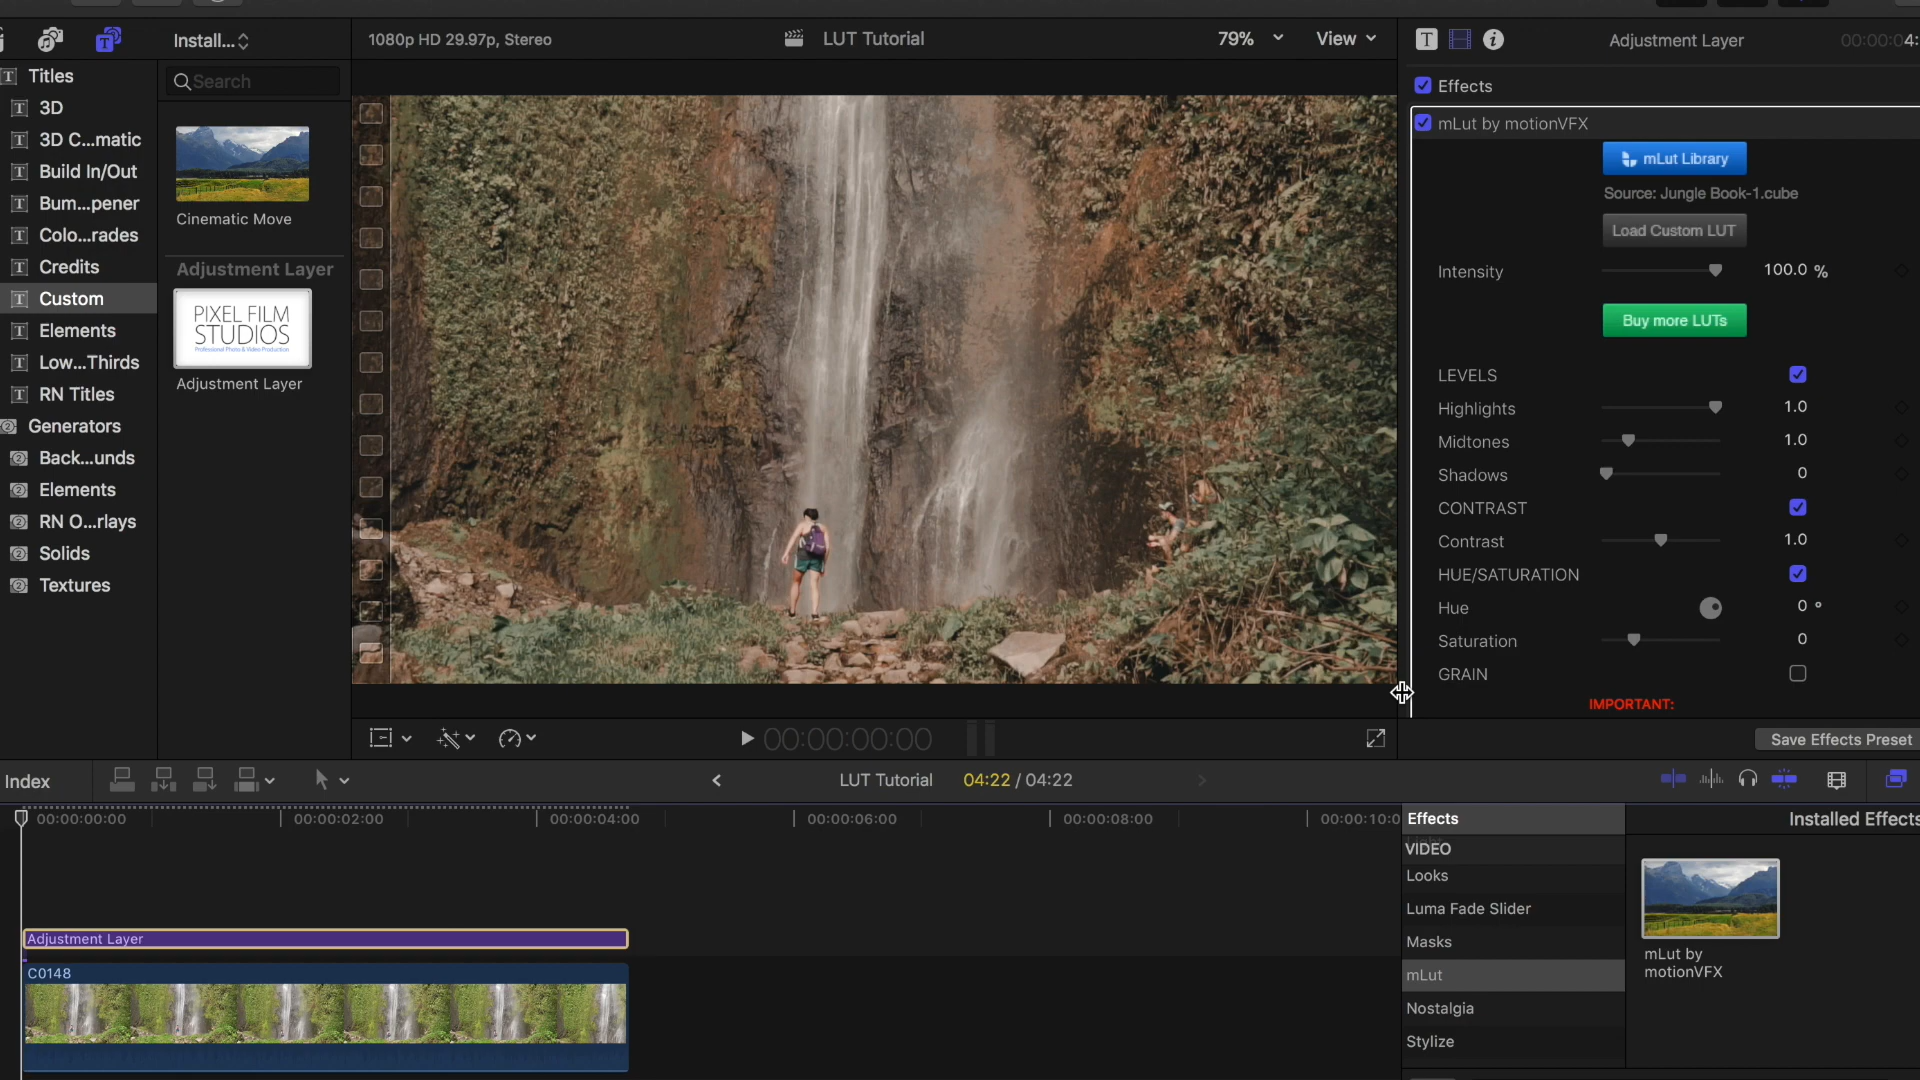 Install...
1080p HD 29.97p, Stereo
LUT Tutorial
79%
View
T
Adjustment Layer
00:00:04:
Titles
Search
Effects
3D
mLut by motionVFX
3D C...matic
mLut Library
Build In/Out
Source: Jungle Book-1.cube
Bum...pener
Cinematic Move
Load Custom LUT
Colo...rades
Credits
Adjustment Layer
Intensity
100.0 %
Custom
PIXEL FILM
STUDIOS
Professional Photo & Video Production
Buy more LUTs
Elements
Low...Thirds
LEVELS
Adjustment Layer
RN Titles
Highlights
1.0
Generators
Midtones
1.0
Back...unds
Shadows
0
Elements
CONTRAST
RN O...rlays
Contrast
1.0
Solids
HUE/SATURATION
Textures
Hue
0 °
Saturation
0
GRAIN
IMPORTANT:
00:00:00:00
Save Effects Preset
Index
LUT Tutorial
04:22 / 04:22
00:00:00:00
00:00:02:00
00:00:04:00
00:00:06:00
00:00:08:00
00:00:10:0
Effects
Installed Effects
VIDEO
Looks
Luma Fade Slider
Adjustment Layer
Masks
mLut by
motionVFX
C0148
mLut
Nostalgia
Stylize